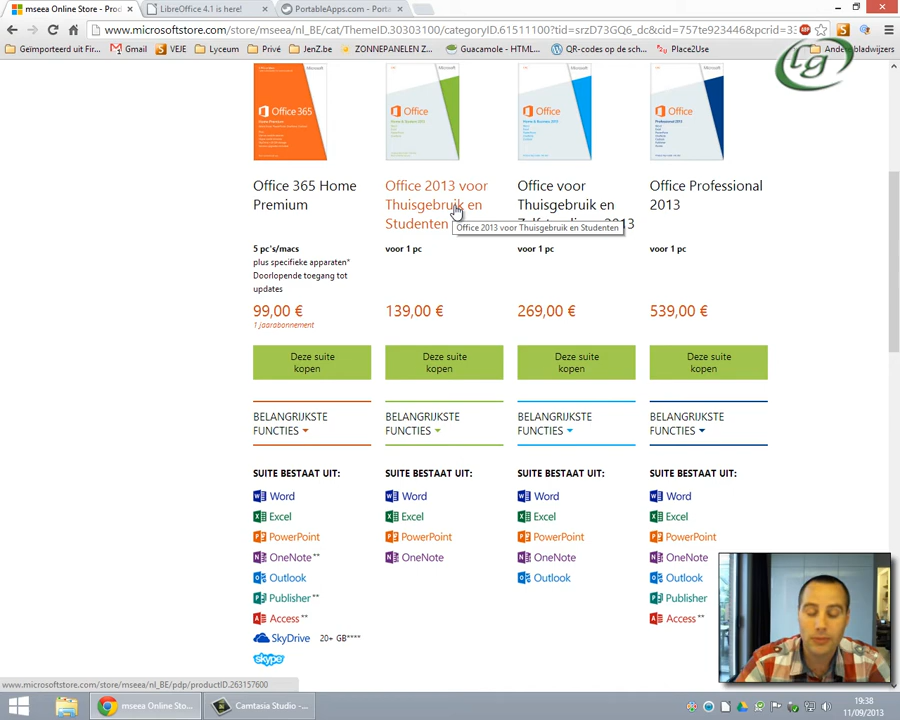 mseea Online Store - Prod
LibreOffice 4.1 is here!
PortableApps.com - Porta
www.microsoftstore.com/store/mseea/nl_BE/cat/ThemeID.30303100/categoryID.61511100?tid=srzD73GQ6_dc&cid=757te923446&pcrid=33
Geïmporteerd uit Fir...
Gmail
VEJE
Lyceum
Privé
JenZ.be
ZONNEPANELEN Z...
Guacamole - HTML...
QR-codes op de sch...
Place2Use
Andere bladwijzers
lg
Microsoft
Office 365
Office
Office
Office
Office 365 Home
Premium
Office 2013 voor
Thuisgebruik en
Studenten
Office voor
Thuisgebruik en
2013
Office Professional
2013
Office 2013 voor Thuisgebruik en Studenten
5 pc's/macs
plus specifieke apparaten*
Doorlopende toegang tot
updates
voor 1 pc
voor 1 pc
voor 1 pc
99,00 €
1 jaarabonnement
139,00 €
269,00 €
539,00 €
Deze suite
kopen
Deze suite
kopen
Deze suite
kopen
Deze suite
kopen
BELANGRIJKSTE
FUNCTIES
BELANGRIJKSTE
FUNCTIES
BELANGRIJKSTE
FUNCTIES
BELANGRIJKSTE
FUNCTIES
SUITE BESTAAT UIT:
Word
Excel
PowerPoint
OneNote**
Outlook
Publisher**
Access**
SkyDrive 20+ GB****
skype
SUITE BESTAAT UIT:
Word
Excel
PowerPoint
OneNote
SUITE BESTAAT UIT:
Word
Excel
PowerPoint
OneNote
Outlook
SUITE BESTAAT UIT:
Word
Excel
PowerPoint
OneNote
Outlook
Publisher
Access**
www.microsoftstore.com/store/mseea/nl_BE/pdp/productID.263157600
mseea Online Sto...
Camtasia Studio - ...
19:38
11/09/2013